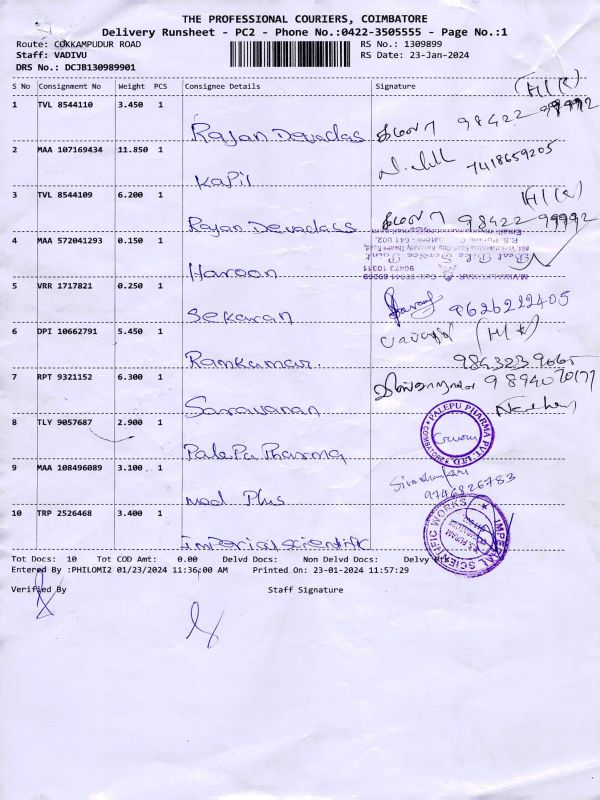 THE PROFESSIONAL COURIERS, COIMBATORE
Delivery Runsheet - PC2 - Phone No.:0422-3505555 - Page No.:1
Route: COKKAMPUDUR ROAD
RS No.: 1309899
Staff: VADIVU
RS Date: 23-Jan-2024
DRS No.: DCJB130989901
S No Consignment No Weight PCS Consignee Details Signature
(H/R)
1 TVL 8544110 3.450 1
Rajan Devadass 98422 99992
2 MAA 107169434 11.850 1
Kapil 7418659205
3 TVL 8544109 6.200 1
Rajan Devadass 98422 99992
4 MAA 572041293 0.150 1
Haroon
5 VRR 1717821 0.250 1
Sekaran 9626222405
6 DPI 10662791 5.450 1
Ramkumar
7 RPT 9321152 6.300 1
Saravanan
8 TLY 9057687 2.900 1
PALEPU PHARMA PVT. LTD.
COIMBATORE
PalePu Pharma
9 MAA 108496089 3.100 1
med Plus 9746826783
10 TRP 2526468 3.400 1
imperial scientific
IMPERIAL SCIENTIFIC WORKS
Tot Docs: 10 Tot COD Amt: 0.00 Delvd Docs: Non Delvd Docs: Delvy
Entered By :PHILOMI2 01/23/2024 11:36:00 AM Printed On: 23-01-2024 11:57:29
Verified By Staff Signature